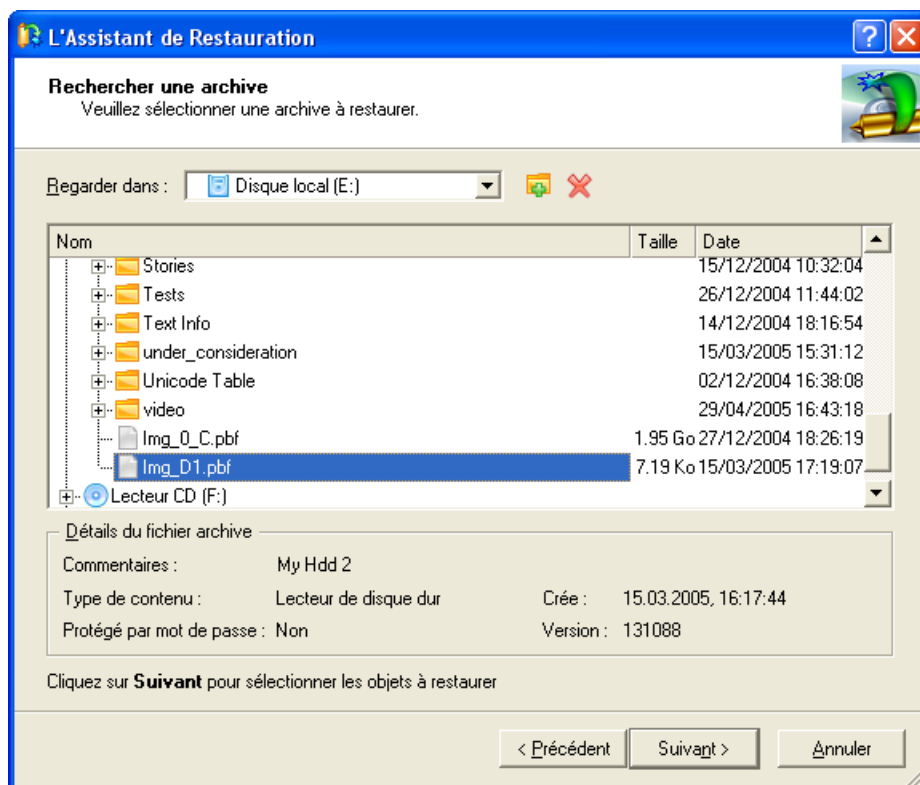 L'Assistant de Restauration
Rechercher une archive
Veuillez sélectionner une archive à restaurer.
Regarder dans : Disque local (E:)
Nom Taille Date
Stories 15/12/2004 10:32:04
Tests 26/12/2004 11:44:02
Text Info 14/12/2004 18:16:54
under_consideration 15/03/2005 15:31:12
Unicode Table 02/12/2004 16:38:08
video 29/04/2005 16:43:18
Img_0_C.pbf 1.95 Go 27/12/2004 18:26:19
Img_D1.pbf 7.19 Ko 15/03/2005 17:19:07
Lecteur CD (F:)
Détails du fichier archive
Commentaires : My Hdd 2
Type de contenu : Lecteur de disque dur Crée : 15.03.2005, 16:17:44
Protégé par mot de passe : Non Version : 131088
Cliquez sur Suivant pour sélectionner les objets à restaurer
< Précédent Suivant > Annuler